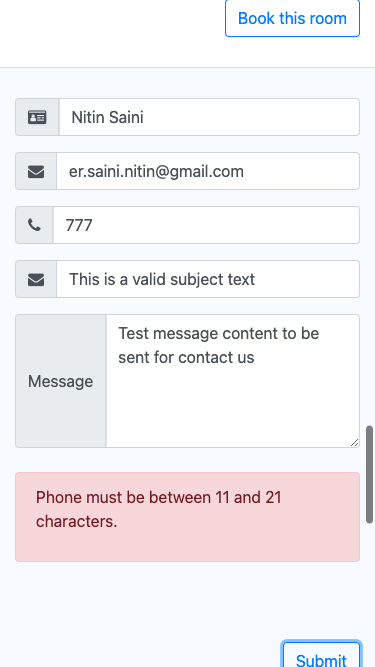 Book this room
Nitin Saini
er.saini.nitin@gmail.com
777
This is a valid subject text
Message
Test message content to be
sent for contact us
Phone must be between 11 and 21
characters.
Submit